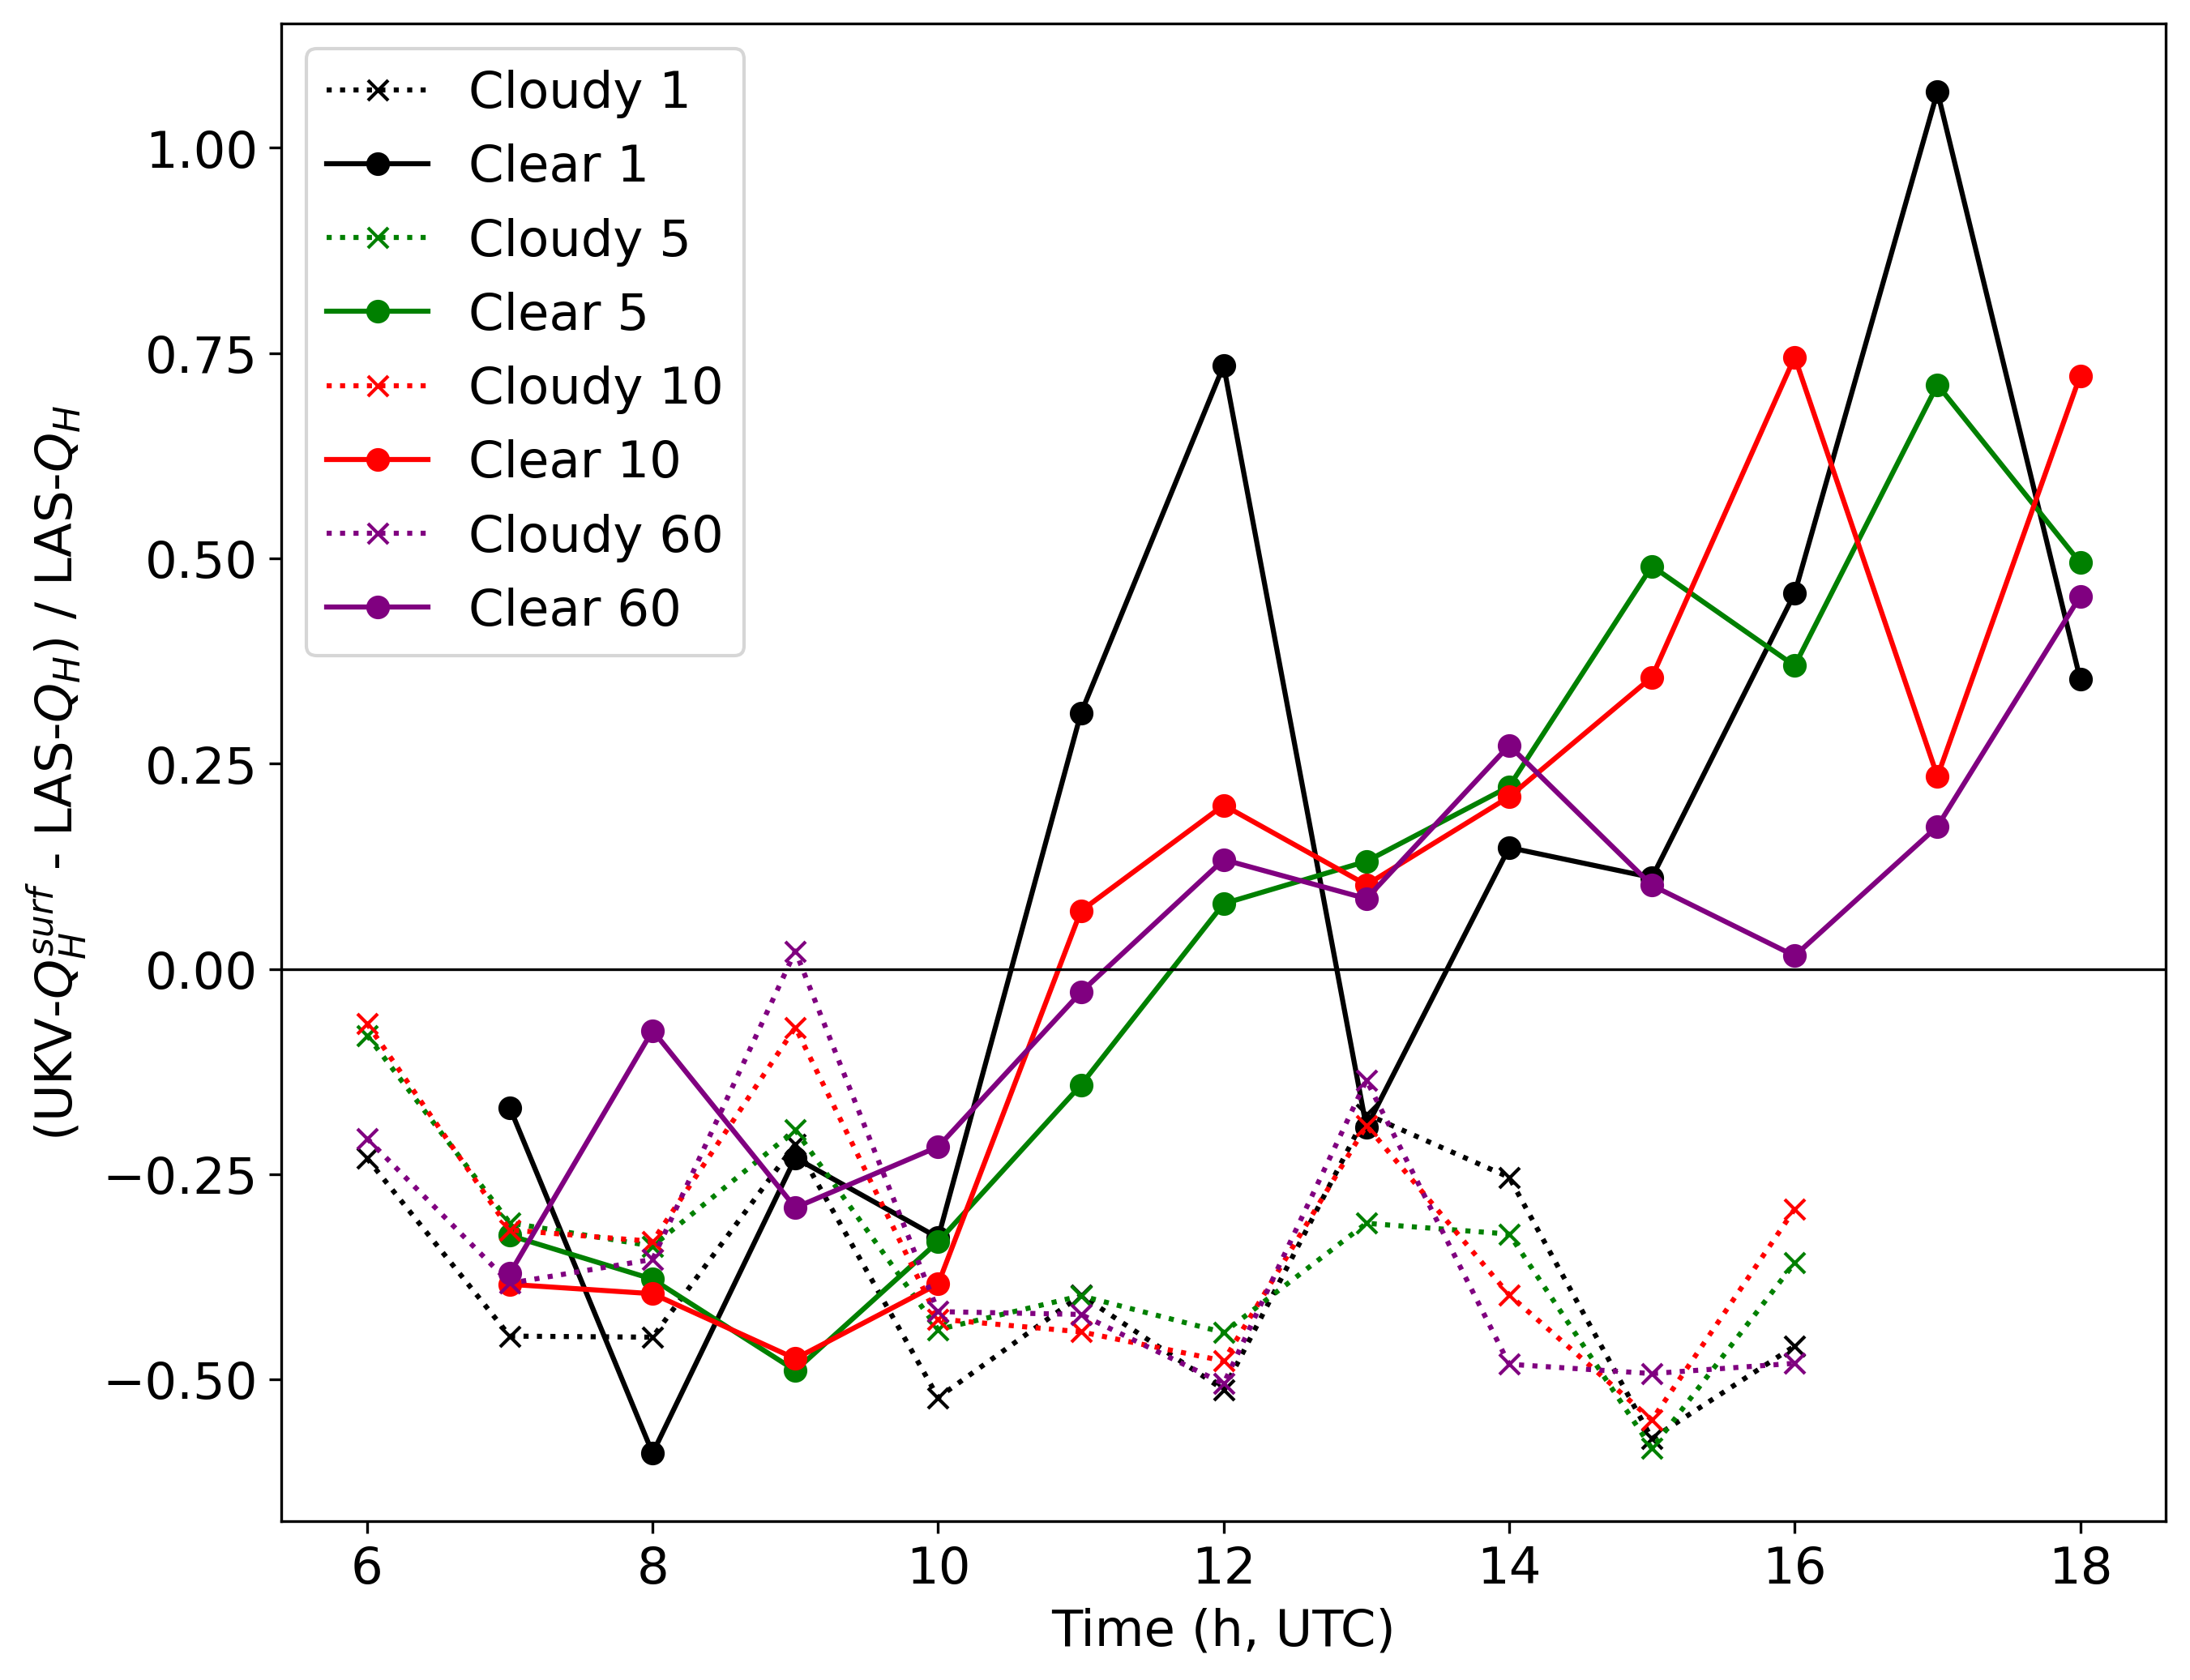 (UKV-Q_H^surf - LAS-Q_H) / LAS-Q_H
1.00
0.75
0.50
0.25
0.00
−0.25
−0.50
Cloudy 1
Clear 1
Cloudy 5
Clear 5
Cloudy 10
Clear 10
Cloudy 60
Clear 60
6 8 10 12 14 16 18
Time (h, UTC)